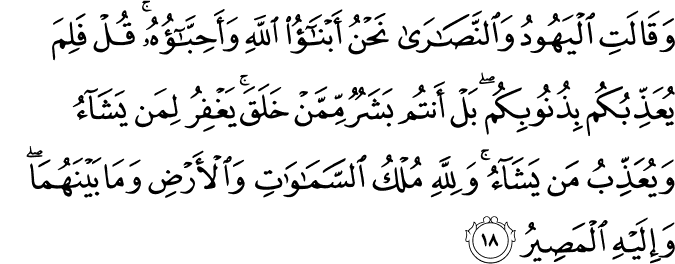 وَقَالَتِ ٱلْيَهُودُ وَٱلنَّصَـٰرَىٰ نَحْنُ أَبْنَـٰٓؤُا۟ ٱللَّهِ وَأَحِبَّـٰٓؤُهُۥ ۚ قُلْ فَلِمَ
يُعَذِّبُكُم بِذُنُوبِكُم ۖ بَلْ أَنتُم بَشَرٌ مِّمَّنْ خَلَقَ ۚ يَغْفِرُ لِمَن يَشَآءُ
وَيُعَذِّبُ مَن يَشَآءُ ۚ وَلِلَّهِ مُلْكُ ٱلسَّمَـٰوَٰتِ وَٱلْأَرْضِ وَمَا بَيْنَهُمَا ۖ
وَإِلَيْهِ ٱلْمَصِيرُ ١٨